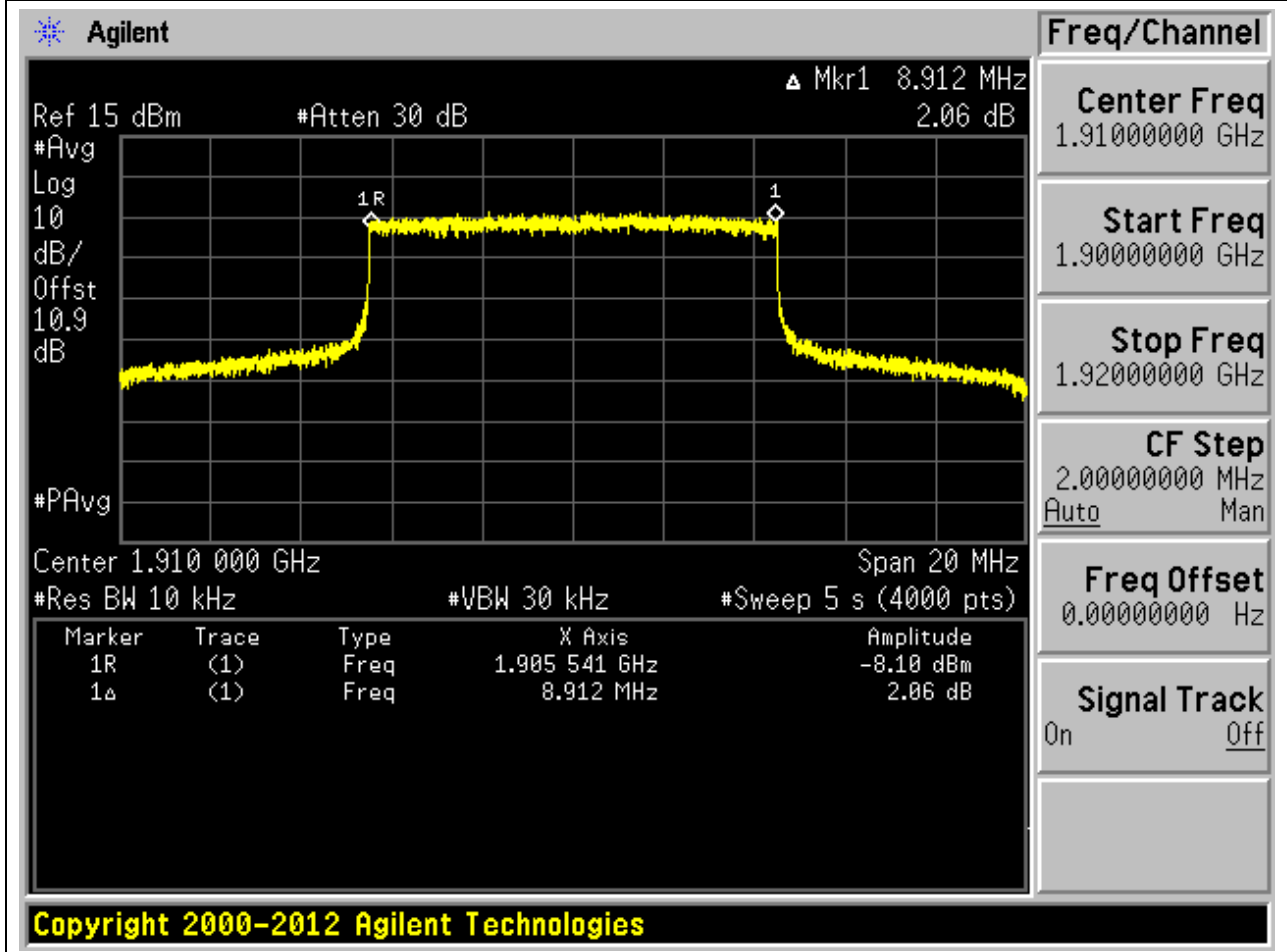 Agilent
Freq/Channel
Δ Mkr1 8.912 MHz
Ref 15 dBm #Atten 30 dB 2.06 dB
#Avg
Log
10
dB/
Offst
10.9
dB
1R
1
#PAvg
Center 1.910 000 GHz Span 20 MHz
#Res BW 10 kHz #VBW 30 kHz #Sweep 5 s (4000 pts)
Marker Trace Type X Axis Amplitude
1R (1) Freq 1.905 541 GHz -8.10 dBm
1Δ (1) Freq 8.912 MHz 2.06 dB
Center Freq
1.91000000 GHz
Start Freq
1.90000000 GHz
Stop Freq
1.92000000 GHz
CF Step
2.00000000 MHz
Auto Man
Freq Offset
0.00000000 Hz
Signal Track
On Off
Copyright 2000-2012 Agilent Technologies